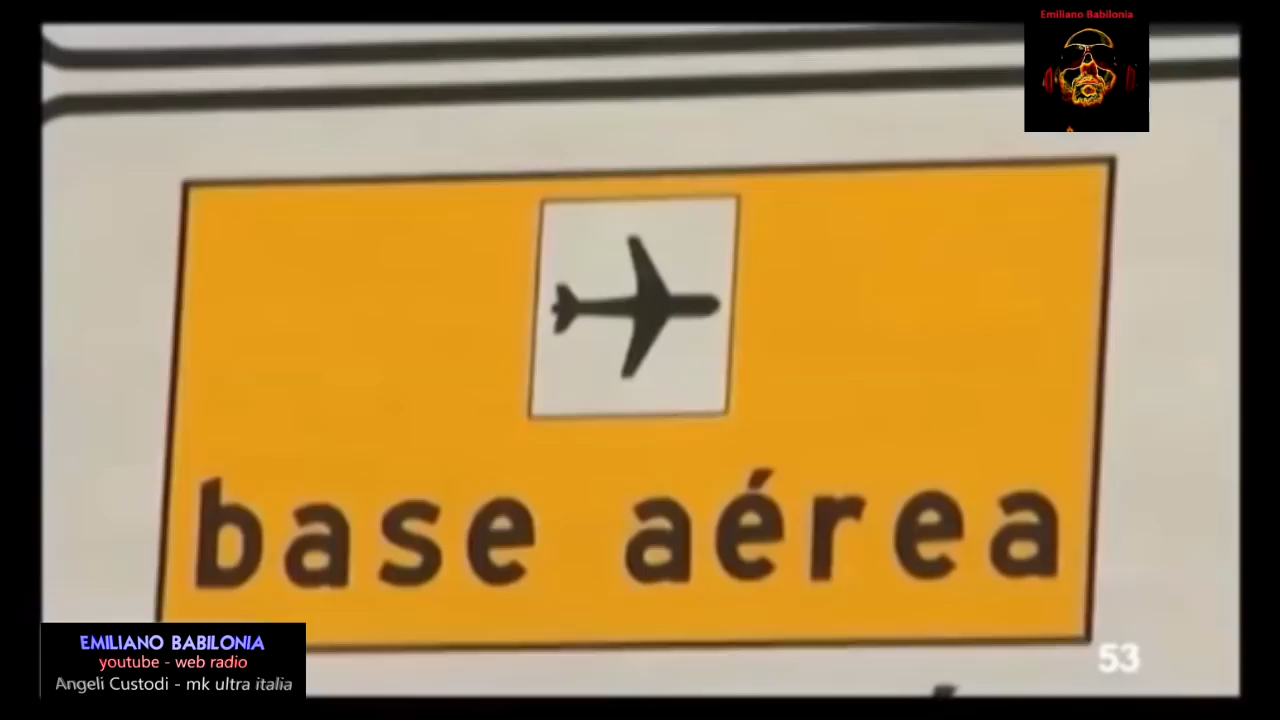 Emiliano Babilonia
base aérea
53
EMILIANO BABILONIA
youtube - web radio
Angeli Custodi - mk ultra italia